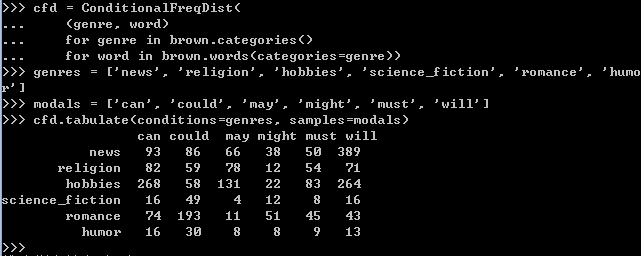 >>> cfd = ConditionalFreqDist(
...     (genre, word)
...     for genre in brown.categories()
...     for word in brown.words(categories=genre))
>>> genres = ['news', 'religion', 'hobbies', 'science_fiction', 'romance', 'humo
r']
>>> modals = ['can', 'could', 'may', 'might', 'must', 'will']
>>> cfd.tabulate(conditions=genres, samples=modals)
                 can could  may might must will
           news   93   86   66   38   50  389
       religion   82   59   78   12   54   71
        hobbies  268   58  131   22   83  264
science_fiction   16   49    4   12    8   16
        romance   74  193   11   51   45   43
          humor   16   30    8    8    9   13
>>>